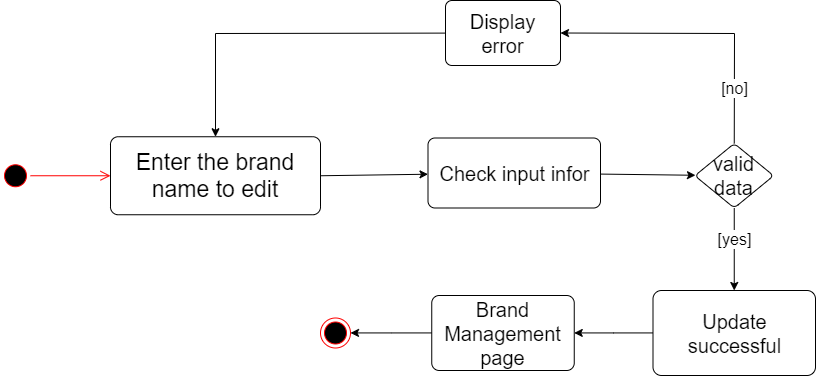 Display
error
[no]
Enter the brand
name to edit
Check input infor
valid
data
[yes]
Brand
Management
page
Update
successful